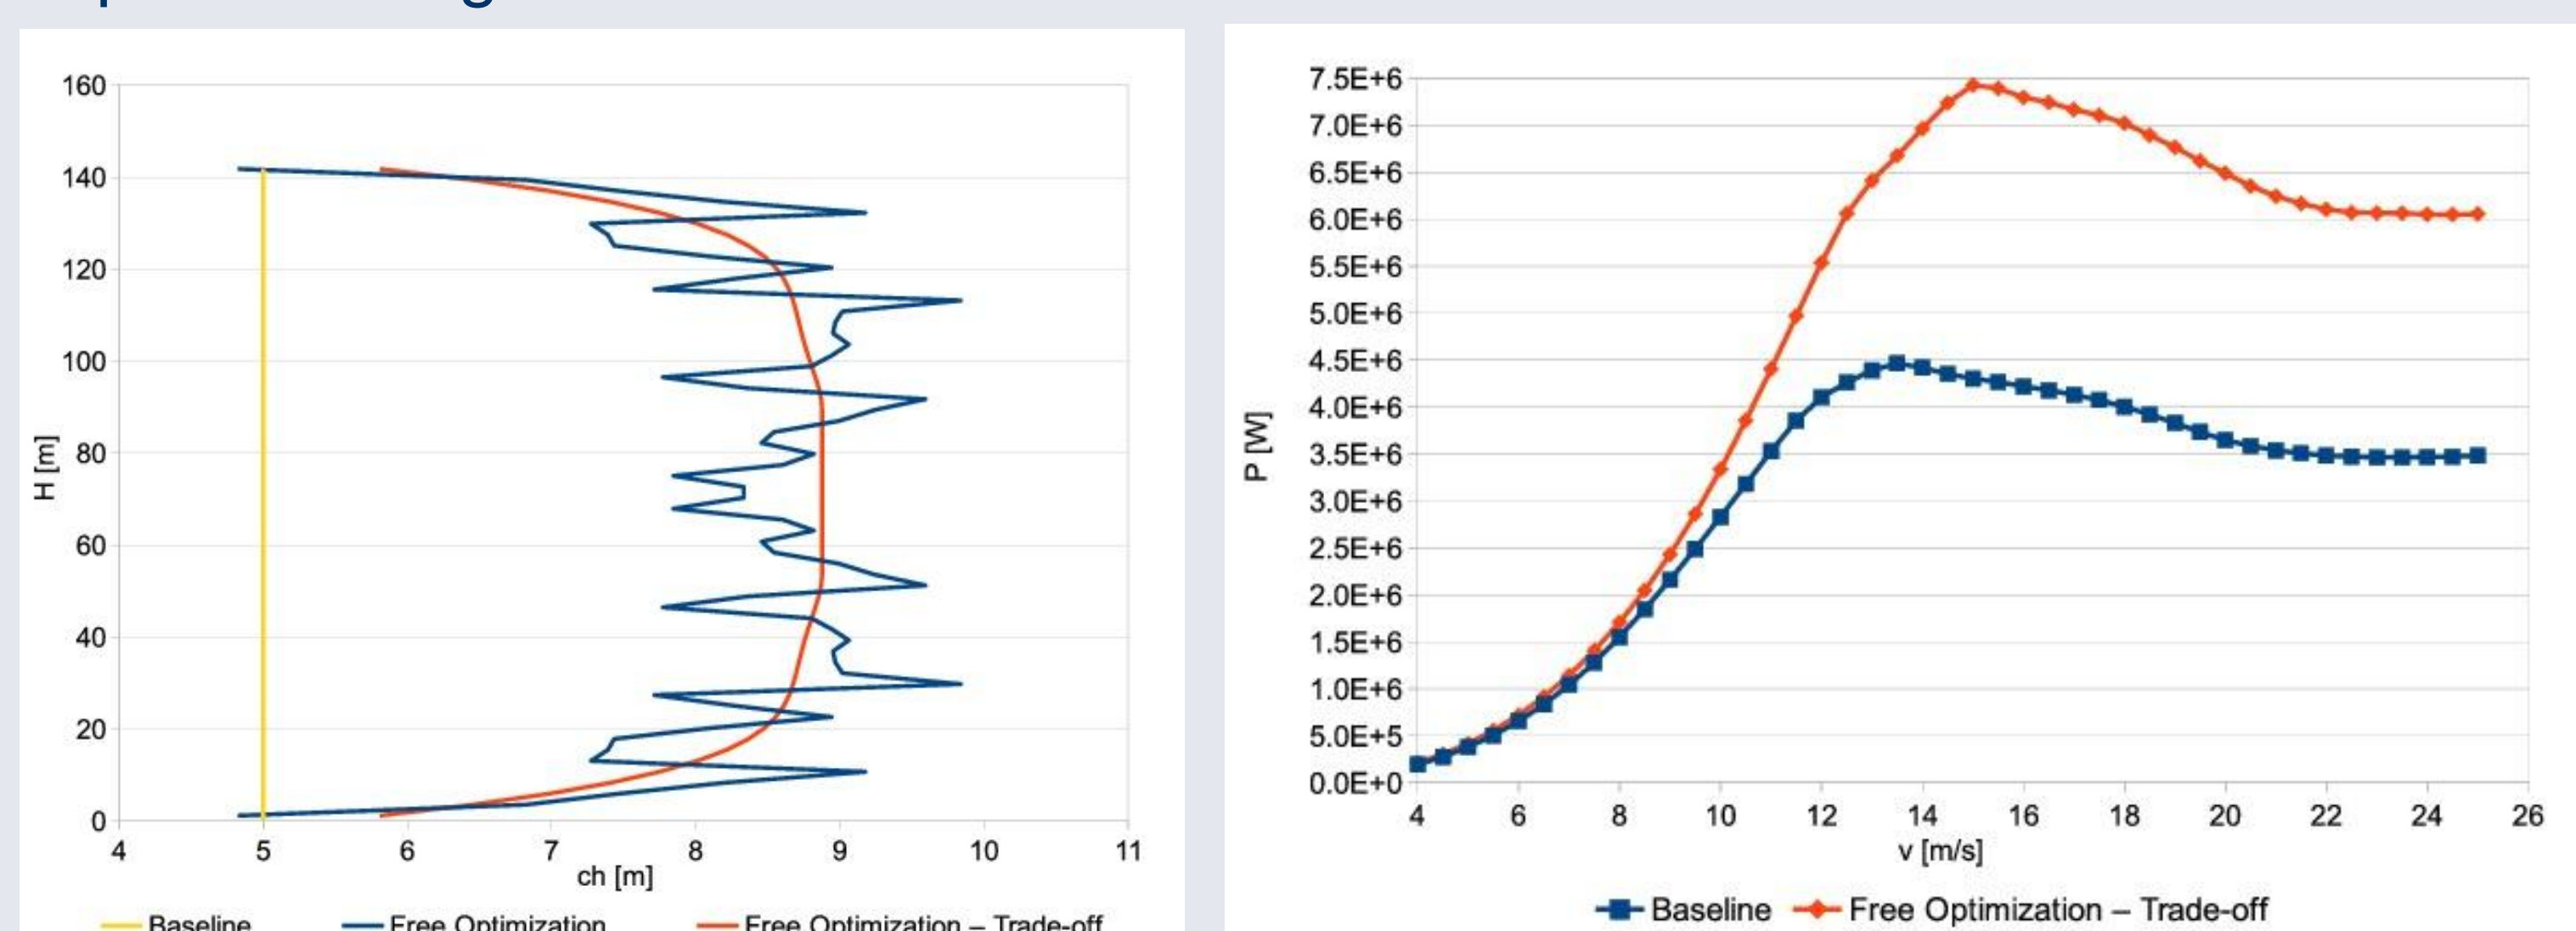 160
140
120
100
80
60
40
20
0
H [m]
4 5 6 7 8 9 10 11
ch [m]
Baseline Free Optimization Free Optimization – Trade-off
7.5E+6
7.0E+6
6.5E+6
6.0E+6
5.5E+6
5.0E+6
4.5E+6
4.0E+6
3.5E+6
3.0E+6
2.5E+6
2.0E+6
1.5E+6
1.0E+6
5.0E+5
0.0E+0
P [W]
4 6 8 10 12 14 16 18 20 22 24 26
v [m/s]
Baseline Free Optimization – Trade-off